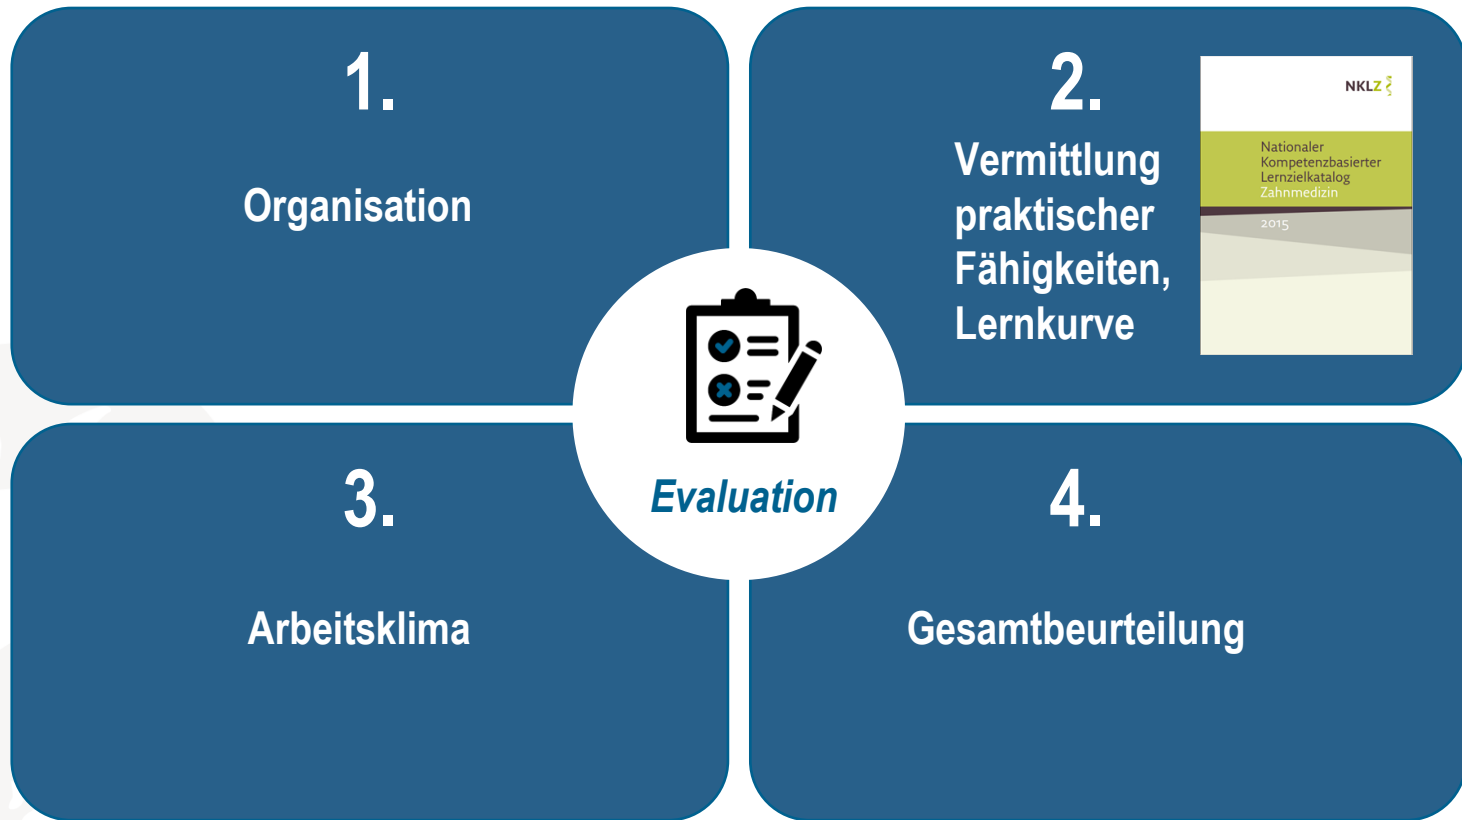 1.
Organisation
2.
Vermittlung
praktischer
Fähigkeiten,
Lernkurve
NKLZ
Nationaler
Kompetenzbasierter
Lernzielkatalog
Zahnmedizin
2015
Evaluation
3.
Arbeitsklima
4.
Gesamtbeurteilung